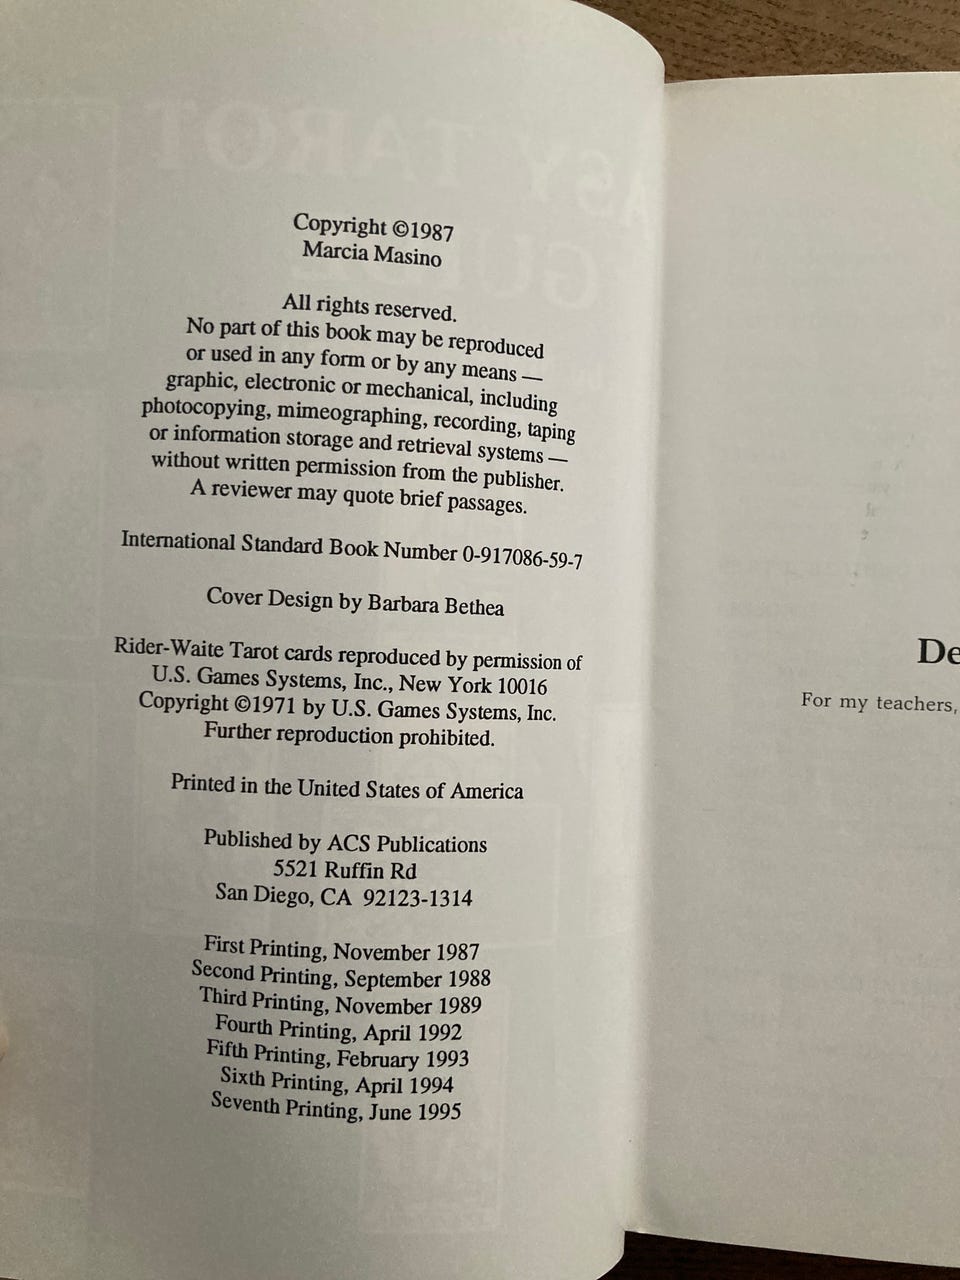 Copyright ©1987
Marcia Masino
All rights reserved.
No part of this book may be reproduced
or used in any form or by any means —
graphic, electronic or mechanical, including
photocopying, mimeographing, recording, taping
or information storage and retrieval systems —
without written permission from the publisher.
A reviewer may quote brief passages.
International Standard Book Number 0-917086-59-7
Cover Design by Barbara Bethea
Rider-Waite Tarot cards reproduced by permission of
U.S. Games Systems, Inc., New York 10016
Copyright ©1971 by U.S. Games Systems, Inc.
Further reproduction prohibited.
Printed in the United States of America
Published by ACS Publications
5521 Ruffin Rd
San Diego, CA 92123-1314
First Printing, November 1987
Second Printing, September 1988
Third Printing, November 1989
Fourth Printing, April 1992
Fifth Printing, February 1993
Sixth Printing, April 1994
Seventh Printing, June 1995
De
For my teachers,